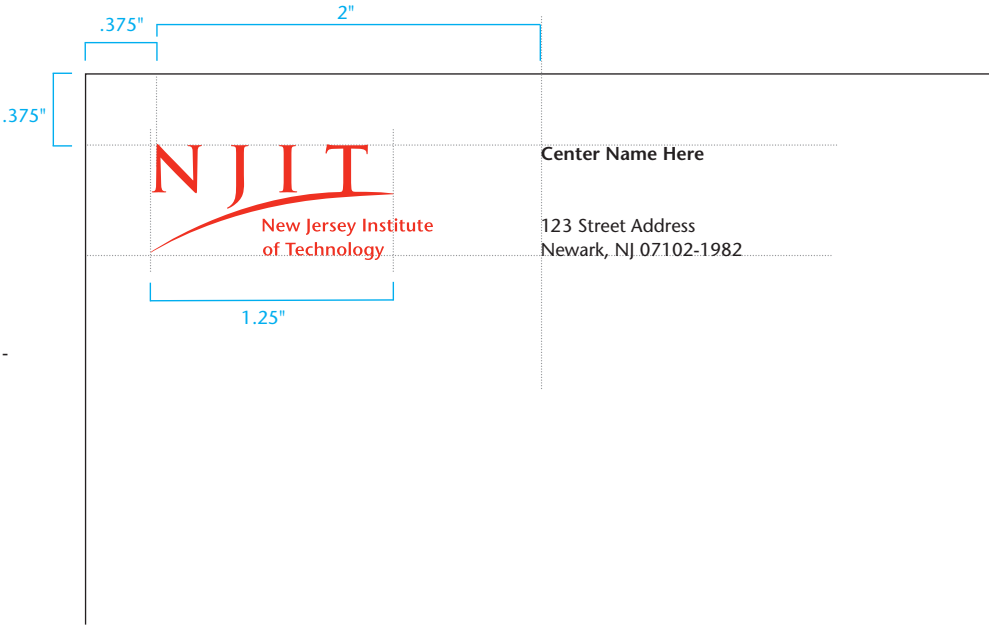 .375"
2"
.375"
NJIT
New Jersey Institute
of Technology
Center Name Here
123 Street Address
Newark, NJ 07102-1982
1.25"
-